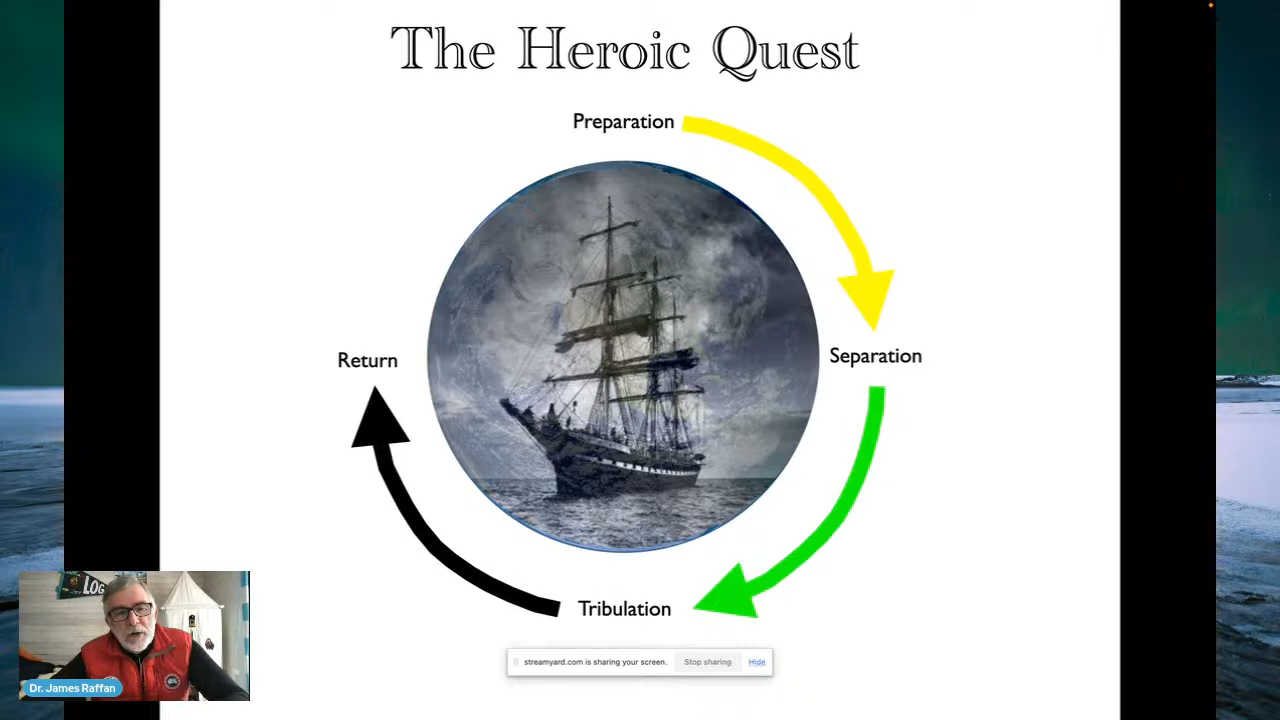 The Heroic Quest
Preparation
Return
Separation
Tribulation
streamyard.com is sharing your screen.
Stop sharing
Hide
LOG
Dr. James Raffan